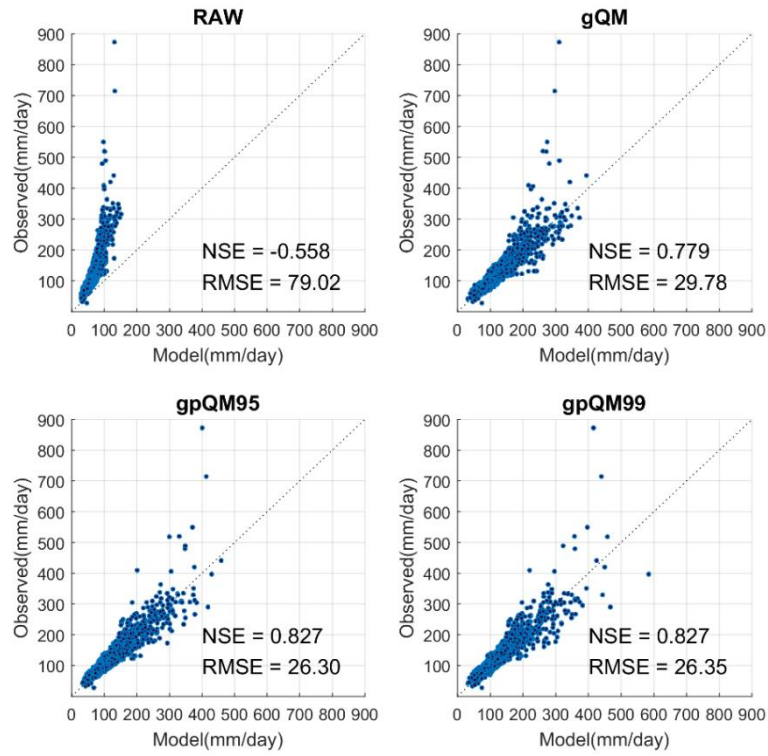 RAW
900
800
700
600
500
400
300
200
100
Observed(mm/day)
NSE = -0.558
RMSE = 79.02
0 100 200 300 400 500 600 700 800 900
Model(mm/day)
gQM
900
800
700
600
500
400
300
200
100
Observed(mm/day)
NSE = 0.779
RMSE = 29.78
0 100 200 300 400 500 600 700 800 900
Model(mm/day)
gpQM95
900
800
700
600
500
400
300
200
100
Observed(mm/day)
NSE = 0.827
RMSE = 26.30
0 100 200 300 400 500 600 700 800 900
Model(mm/day)
gpQM99
900
800
700
600
500
400
300
200
100
Observed(mm/day)
NSE = 0.827
RMSE = 26.35
0 100 200 300 400 500 600 700 800 900
Model(mm/day)